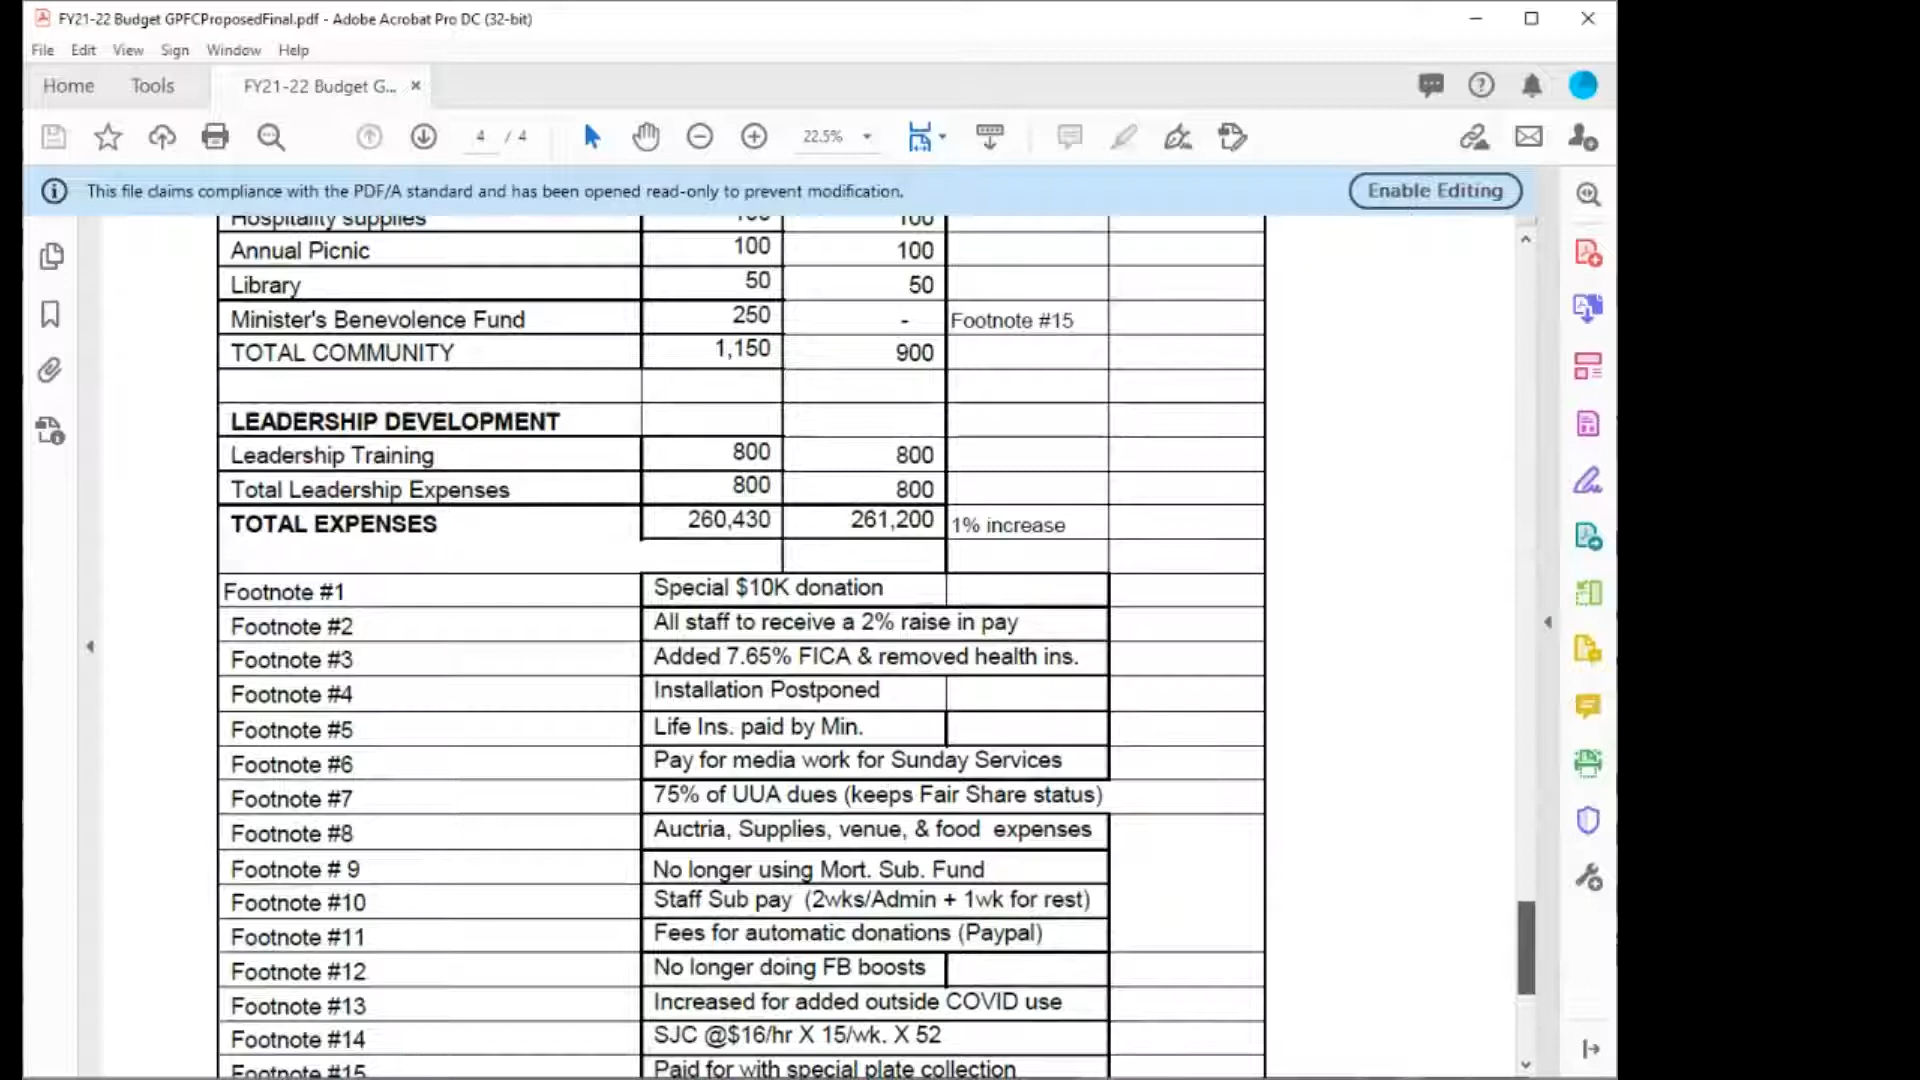 FY21-22 Budget GPFCProposedFinal.pdf - Adobe Acrobat Pro DC (32-bit)
File Edit View Sign Window Help
Home Tools FY21-22 Budget G... ×
4 / 4 22.5%
This file claims compliance with the PDF/A standard and has been opened read-only to prevent modification. Enable Editing
Hospitality supplies 100 100
Annual Picnic 100 100
Library 50 50
Minister's Benevolence Fund 250 - Footnote #15
TOTAL COMMUNITY 1,150 900
LEADERSHIP DEVELOPMENT
Leadership Training 800 800
Total Leadership Expenses 800 800
TOTAL EXPENSES 260,430 261,200 1% increase
Footnote #1 Special $10K donation
Footnote #2 All staff to receive a 2% raise in pay
Footnote #3 Added 7.65% FICA & removed health ins.
Footnote #4 Installation Postponed
Footnote #5 Life Ins. paid by Min.
Footnote #6 Pay for media work for Sunday Services
Footnote #7 75% of UUA dues (keeps Fair Share status)
Footnote #8 Auctria, Supplies, venue, & food expenses
Footnote # 9 No longer using Mort. Sub. Fund
Footnote #10 Staff Sub pay (2wks/Admin + 1wk for rest)
Footnote #11 Fees for automatic donations (Paypal)
Footnote #12 No longer doing FB boosts
Footnote #13 Increased for added outside COVID use
Footnote #14 SJC @$16/hr X 15/wk. X 52
Footnote #15 Paid for with special plate collection